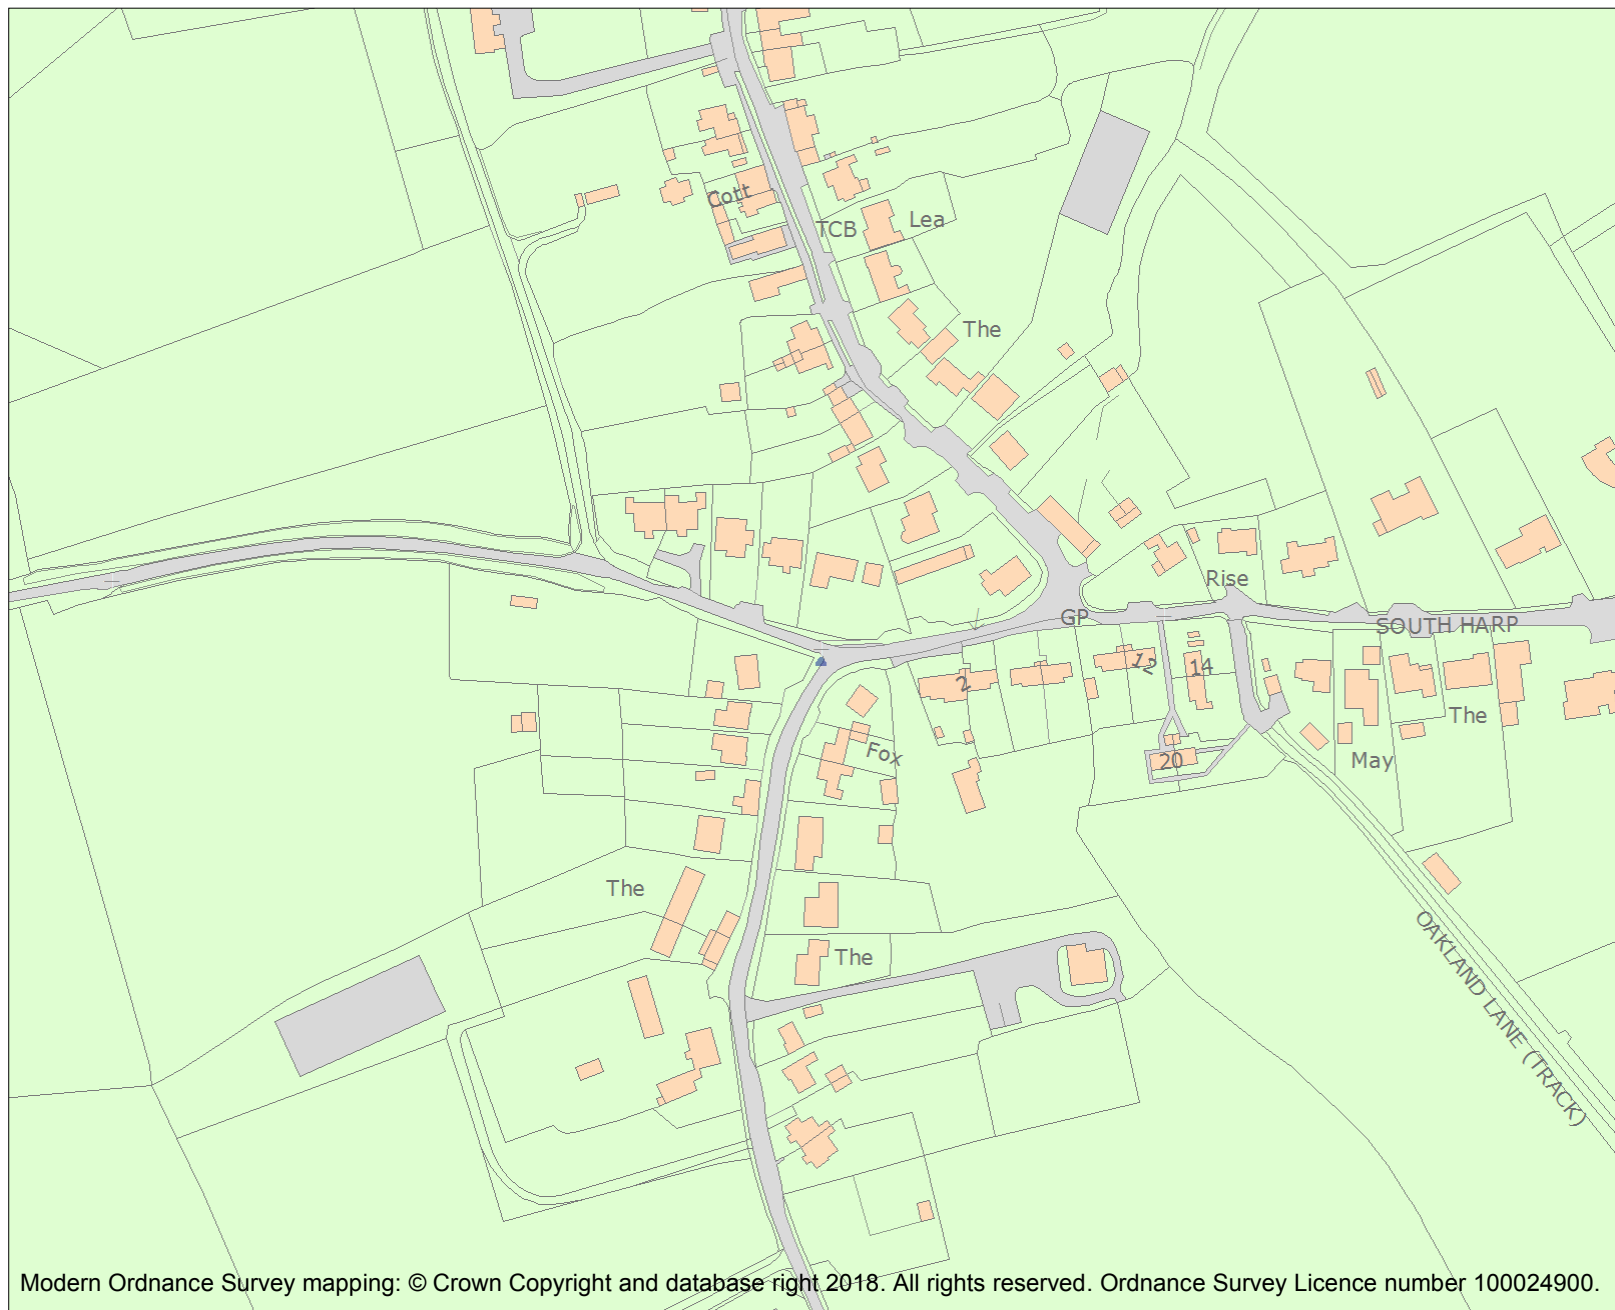 Cott
TCB
Lea
The
Rise
GP
SOUTH HARP
12
14
2
The
Fox
20
May
The
The
OAKLAND LANE (TRACK)
Modern Ordnance Survey mapping: © Crown Copyright and database right 2018. All rights reserved. Ordnance Survey Licence number 100024900.